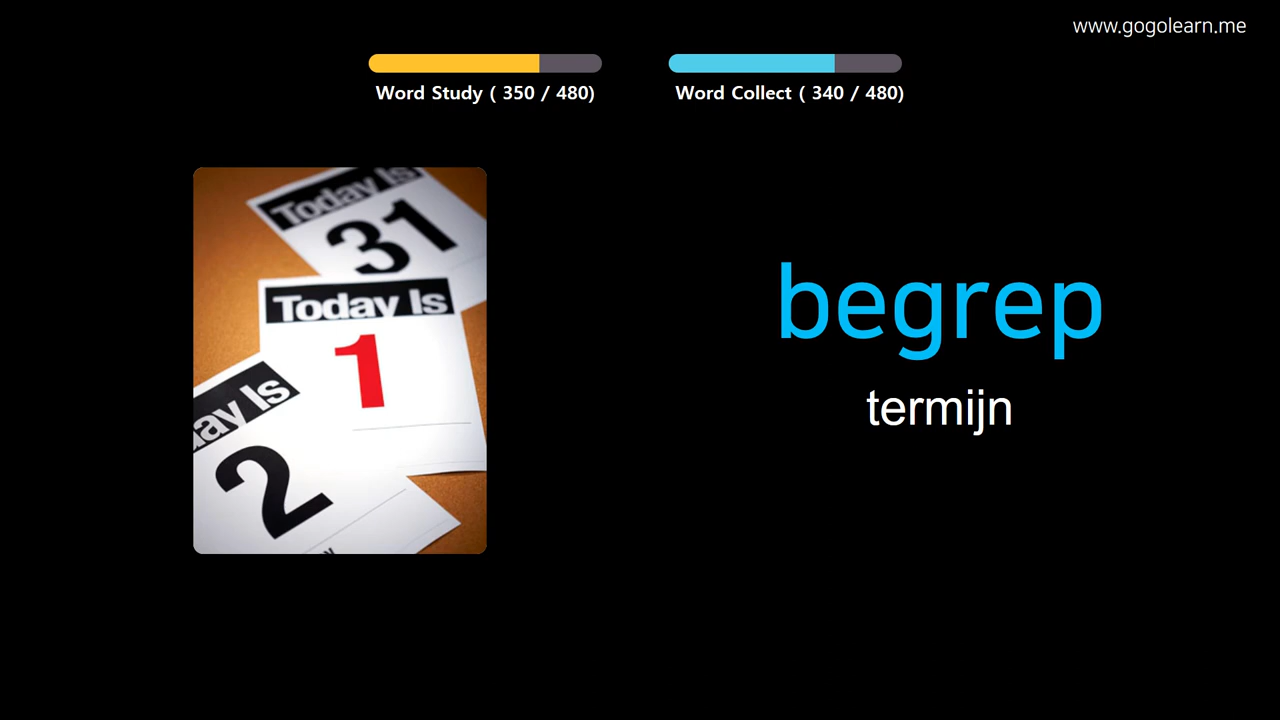 www.gogolearn.me
Word Study ( 350 / 480)
Word Collect ( 340 / 480)
Today Is
31
Today Is
1
ay Is
2
begrep
termijn